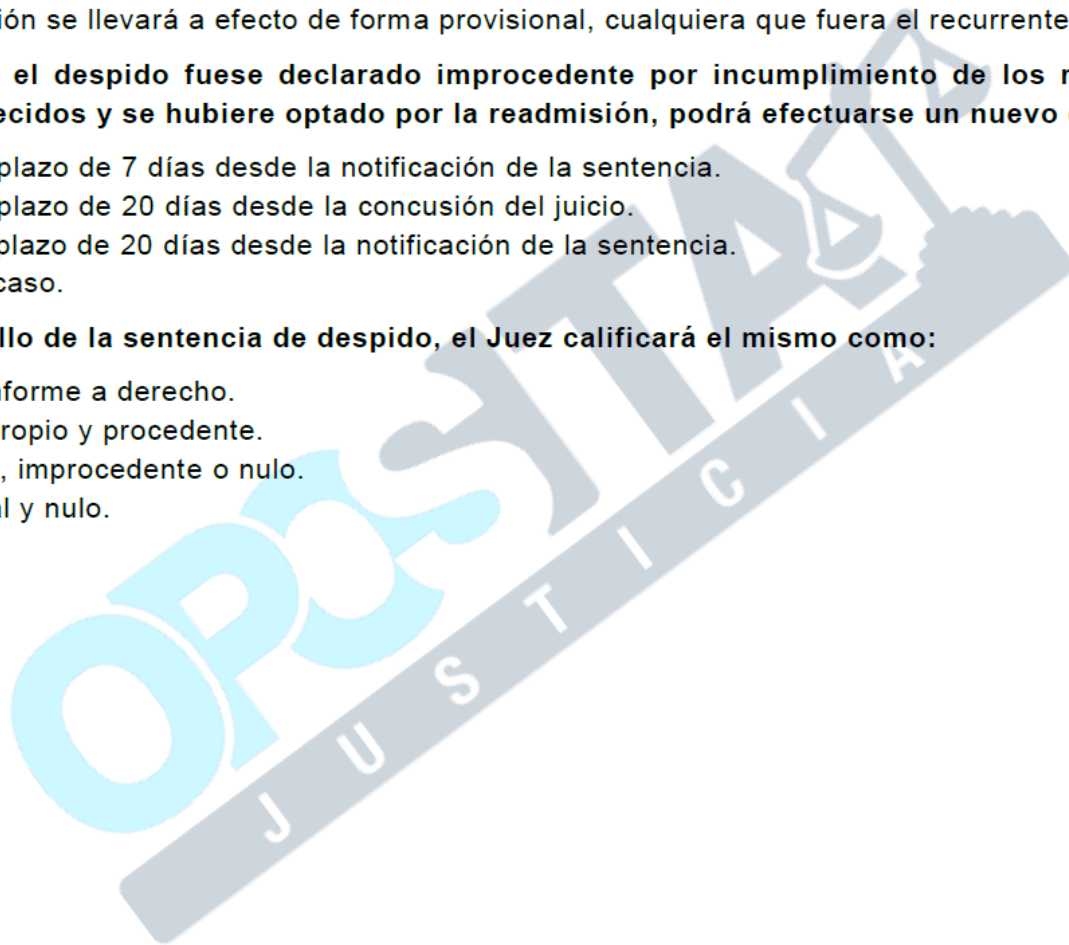 ión se llevará a efecto de forma provisional, cualquiera que fuera el recurrente
el despido fuese declarado improcedente por incumplimiento de los
ecidos y se hubiere optado por la readmisión, podrá efectuarse un nuevo
plazo de 7 días desde la notificación de la sentencia.
plazo de 20 días desde la concusión del juicio.
plazo de 20 días desde la notificación de la sentencia.
caso.
llo de la sentencia de despido, el Juez calificará el mismo como:
forme a derecho.
ropio y procedente.
, improcedente o nulo.
l y nulo.
OPOSITA
JUSTICIA